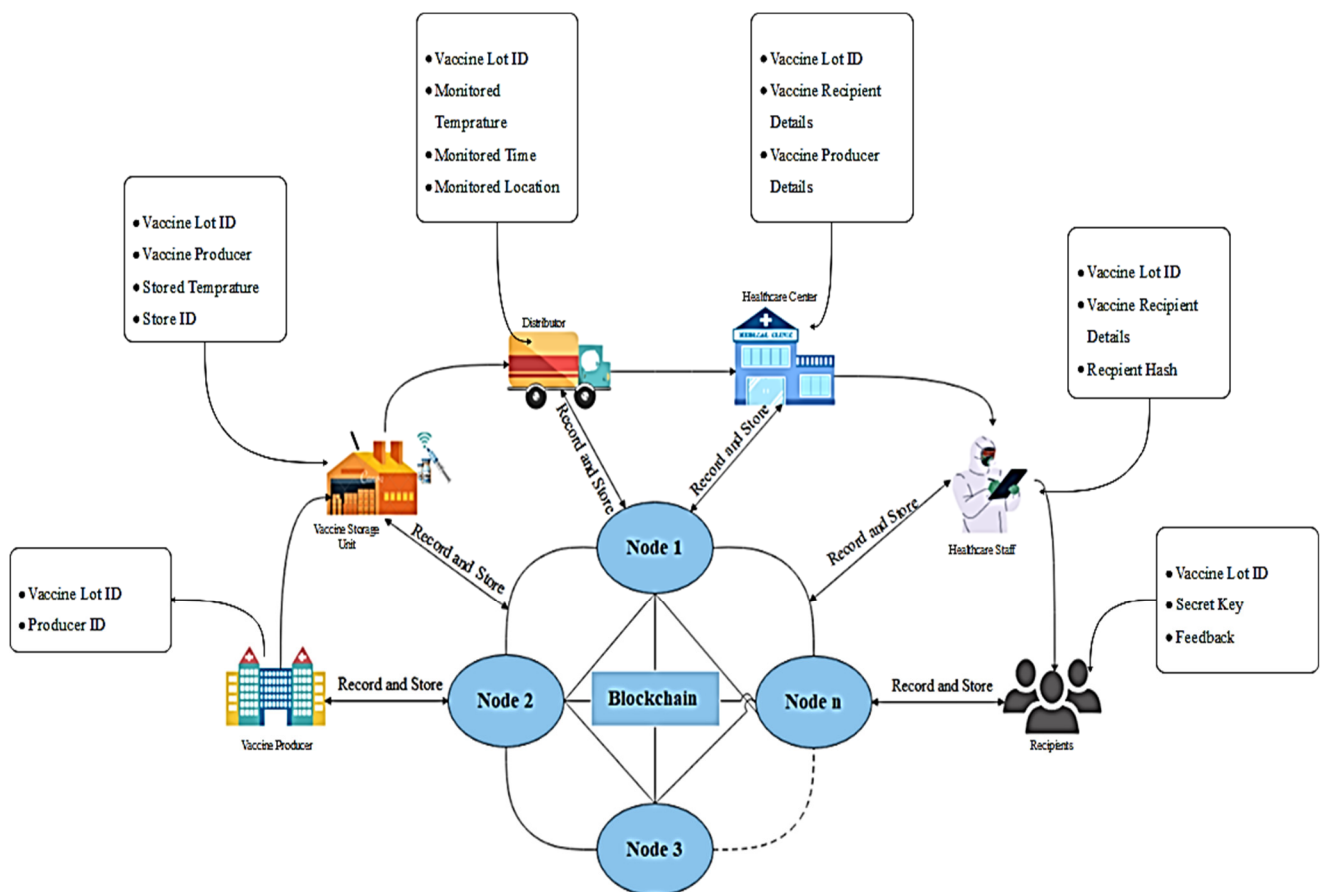 • Vaccine Lot ID
• Monitored
Temprature
• Monitored Time
• Monitored Location
• Vaccine Lot ID
• Vaccine Recipient
Details
• Vaccine Producer
Details
• Vaccine Lot ID
• Vaccine Producer
• Stored Temprature
• Store ID
• Vaccine Lot ID
• Vaccine Recipient
Details
• Recpient Hash
Distributor
Healthcare Center
MEDICAL CLINIC
Record and Store
Record and Store
Vaccine Storage
Unit
Record and Store
Record and Store
Healthcare Staff
Node 1
• Vaccine Lot ID
• Producer ID
• Vaccine Lot ID
• Secret Key
• Feedback
Vaccine Producer
Record and Store
Node 2
Blockchain
Node n
Record and Store
Recipients
Node 3